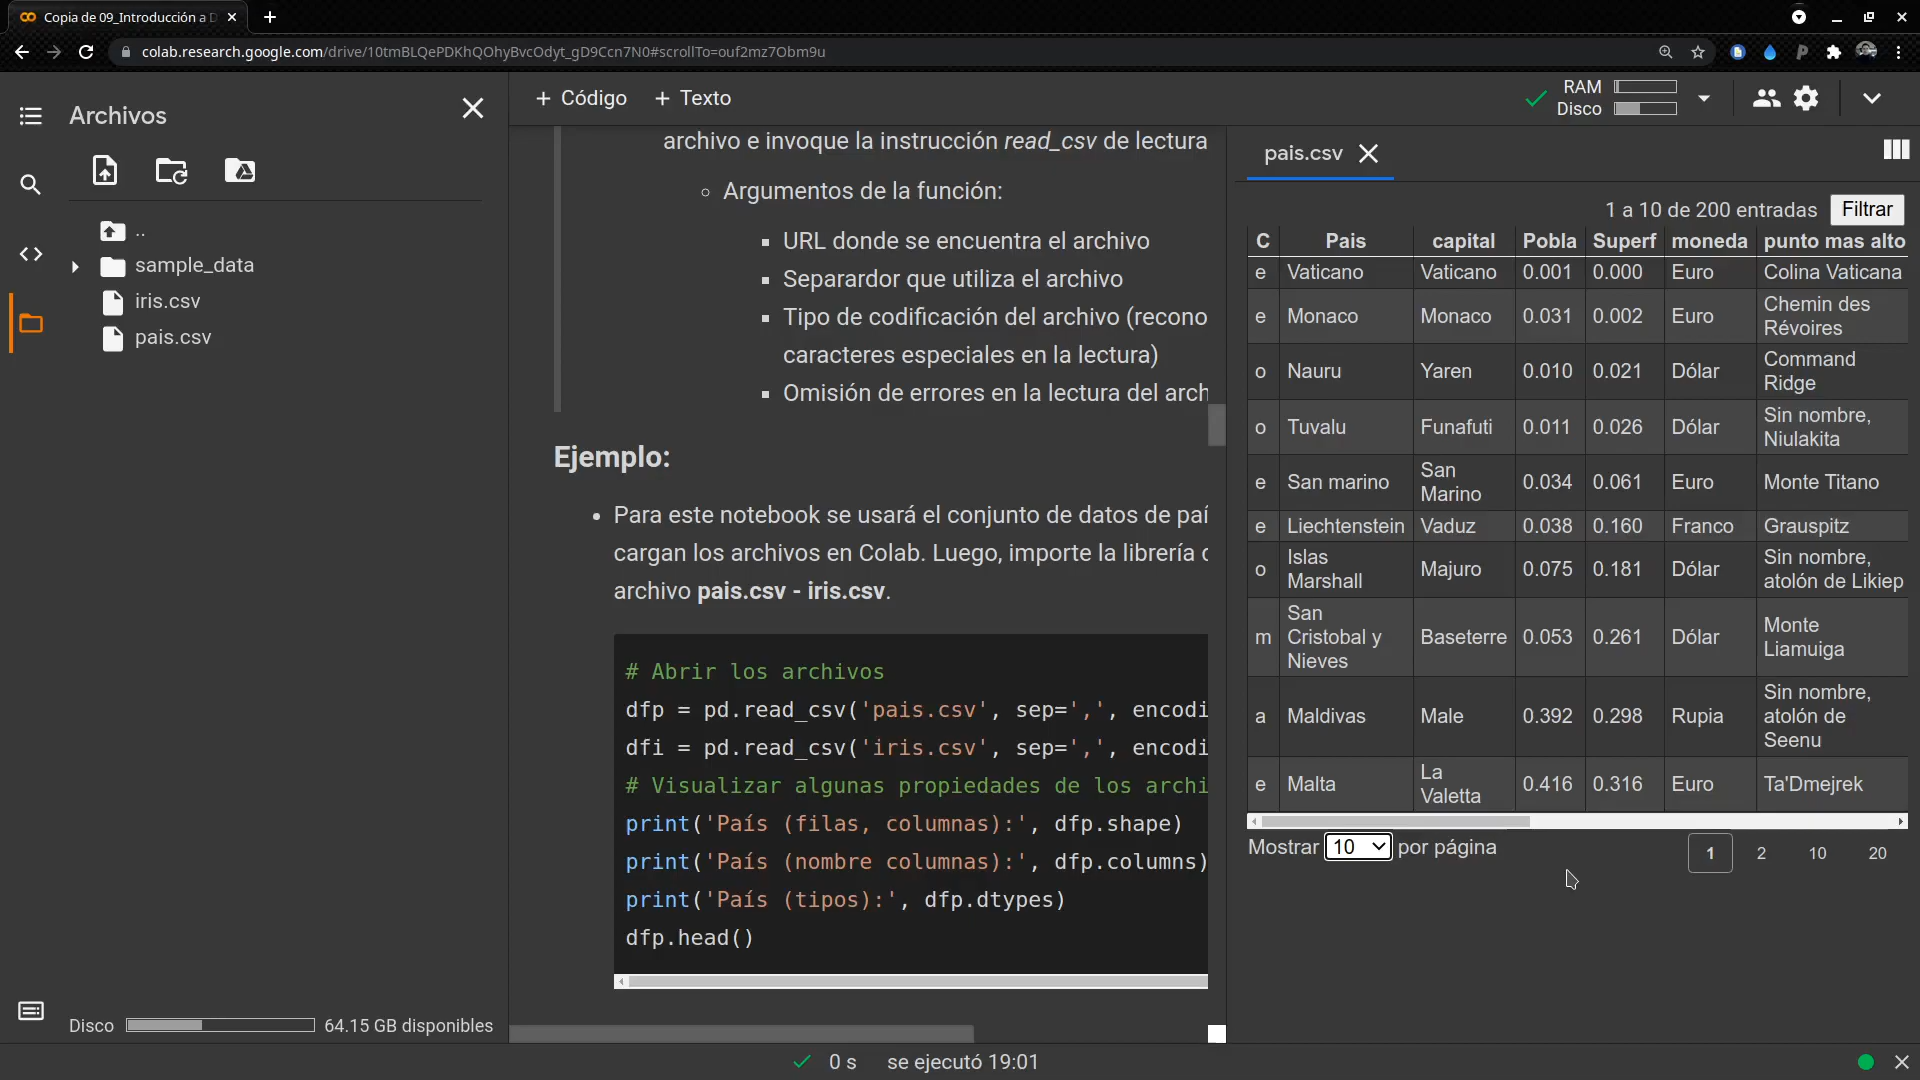 Copia de 09_Introducción a D
colab.research.google.com/drive/10tmBLQePDKhQOhyBvcOdyt_gD9Ccn7N0#scrollTo=ouf2mz7Obm9u
Archivos
..
sample_data
iris.csv
pais.csv
Disco 64.15 GB disponibles
+ Código + Texto
RAM
Disco
archivo e invoque la instrucción read_csv de lectura
Argumentos de la función:
URL donde se encuentra el archivo
Separardor que utiliza el archivo
Tipo de codificación del archivo (recono
caracteres especiales en la lectura)
Omisión de errores en la lectura del arch
Ejemplo:
Para este notebook se usará el conjunto de datos de paí
cargan los archivos en Colab. Luego, importe la librería
archivo pais.csv - iris.csv.
# Abrir los archivos
dfp = pd.read_csv('pais.csv', sep=',', encodi
dfi = pd.read_csv('iris.csv', sep=',', encodi
# Visualizar algunas propiedades de los archi
print('País (filas, columnas):', dfp.shape)
print('País (nombre columnas):', dfp.columns)
print('País (tipos):', dfp.dtypes)
dfp.head()
pais.csv
1 a 10 de 200 entradas Filtrar
C Pais capital Pobla Superf moneda punto mas alto
e Vaticano Vaticano 0.001 0.000 Euro Colina Vaticana
e Monaco Monaco 0.031 0.002 Euro Chemin des
Révoires
o Nauru Yaren 0.010 0.021 Dólar Command
Ridge
o Tuvalu Funafuti 0.011 0.026 Dólar Sin nombre,
Niulakita
e San marino San
Marino 0.034 0.061 Euro Monte Titano
e Liechtenstein Vaduz 0.038 0.160 Franco Grauspitz
o Islas
Marshall Majuro 0.075 0.181 Dólar Sin nombre,
atolón de Likiep
m San
Cristobal y
Nieves Baseterre 0.053 0.261 Dólar Monte
Liamuiga
a Maldivas Male 0.392 0.298 Rupia Sin nombre,
atolón de
Seenu
e Malta La
Valetta 0.416 0.316 Euro Ta'Dmejrek
Mostrar 10 por página 1 2 10 20
0 s se ejecutó 19:01